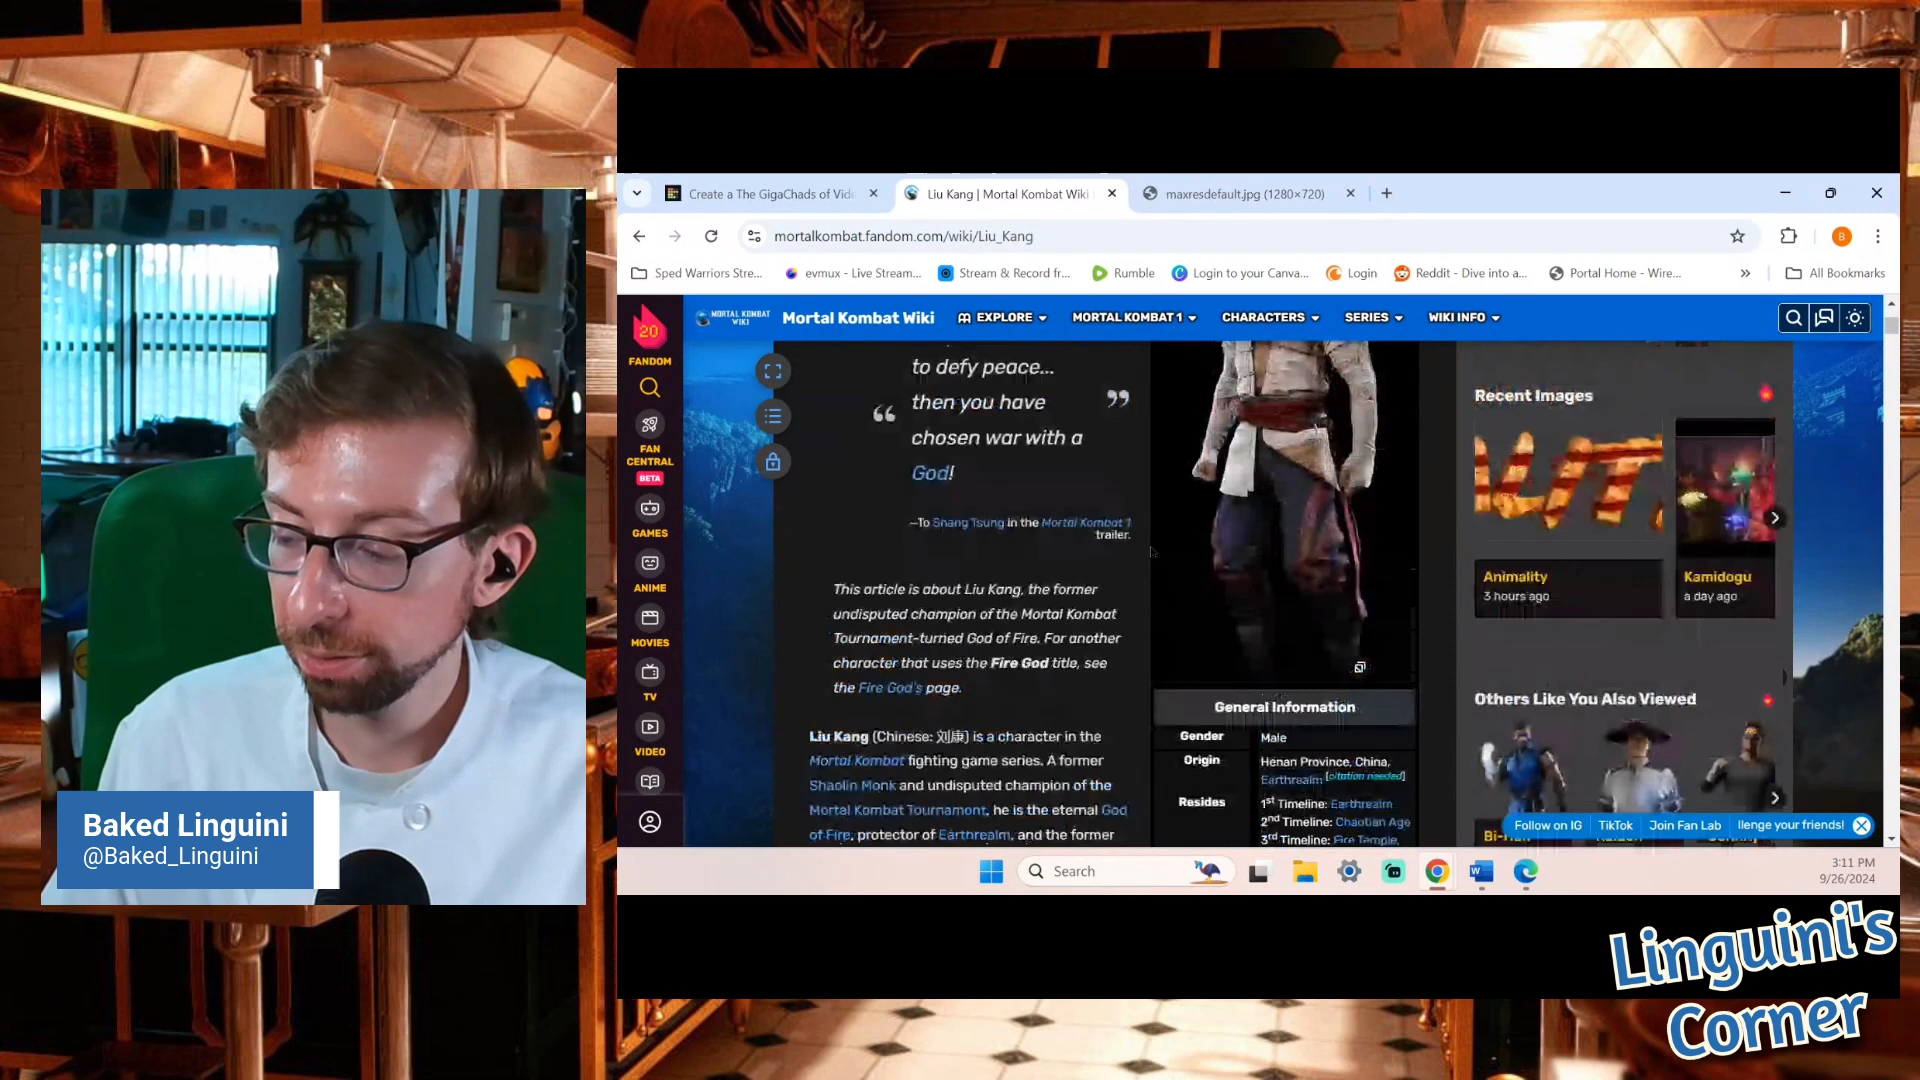 Create a The GigaChads of Vide
Liu Kang | Mortal Kombat Wiki
maxresdefault.jpg (1280×720)
mortalkombat.fandom.com/wiki/Liu_Kang
B
Sped Warriors Stre...
evmux - Live Stream...
Stream & Record fr...
Rumble
Login to your Canva...
Login
Reddit - Dive into a...
Portal Home - Wire...
All Bookmarks
20
FANDOM
FAN CENTRAL
BETA
GAMES
ANIME
MOVIES
TV
VIDEO
MORTAL KOMBAT WIKI
Mortal Kombat Wiki
EXPLORE
MORTAL KOMBAT 1
CHARACTERS
SERIES
WIKI INFO
to defy peace...
then you have
chosen war with a
God!
–To Shang Tsung in the Mortal Kombat 1
trailer.
This article is about Liu Kang, the former
undisputed champion of the Mortal Kombat
Tournament-turned God of Fire. For another
character that uses the Fire God title, see
the Fire God's page.
Liu Kang (Chinese: 刘康) is a character in the
Mortal Kombat fighting game series. A former
Shaolin Monk and undisputed champion of the
Mortal Kombat Tournament, he is the eternal God
of Fire, protector of Earthrealm, and the former
General Information
Gender
Male
Origin
Henan Province, China,
Earthrealm [citation needed]
Resides
1st Timeline: Earthrealm
2nd Timeline: Chaotian Age
3rd Timeline: Fire Temple,
Recent Images
Animality
3 hours ago
Kamidogu
a day ago
Others Like You Also Viewed
Follow on IG
TikTok
Join Fan Lab
llenge your friends!
Search
3:11 PM
9/26/2024
Baked Linguini
@Baked_Linguini
Linguini's
Corner